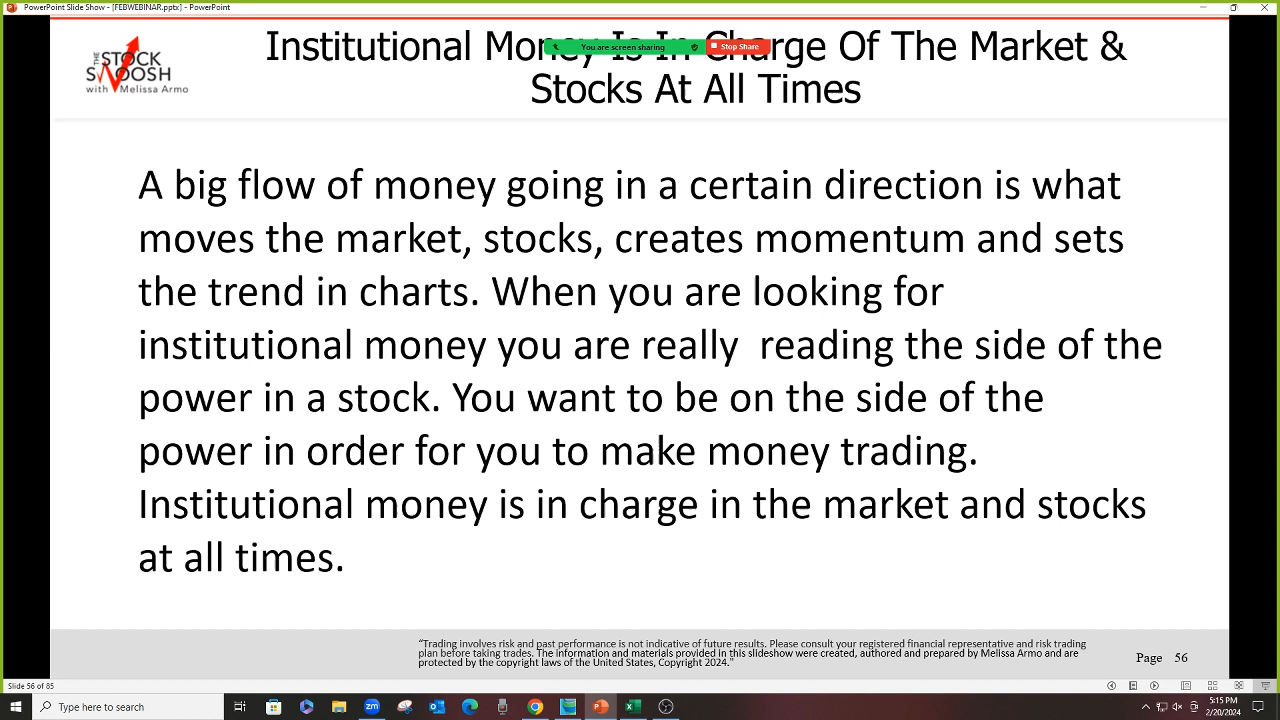 PowerPoint Slide Show - [FEBWEBINAR.pptx] - PowerPoint
You are screen sharing
Stop Share
THE
STOCK
SWOOSH
with Melissa Armo
Institutional Money Is In Charge Of The Market &
Stocks At All Times
A big flow of money going in a certain direction is what
moves the market, stocks, creates momentum and sets
the trend in charts. When you are looking for
institutional money you are really  reading the side of the
power in a stock. You want to be on the side of the
power in order for you to make money trading.
Institutional money is in charge in the market and stocks
at all times.
“Trading involves risk and past performance is not indicative of future results. Please consult your registered financial representative and risk trading
plan before taking trades. The information and materials provided in this slideshow were created, authored and prepared by Melissa Armo and are
protected by the copyright laws of the United States, Copyright 2024."
Page 56
Slide 56 of 85
Type here to search
zm
5:15 PM
2/20/2024